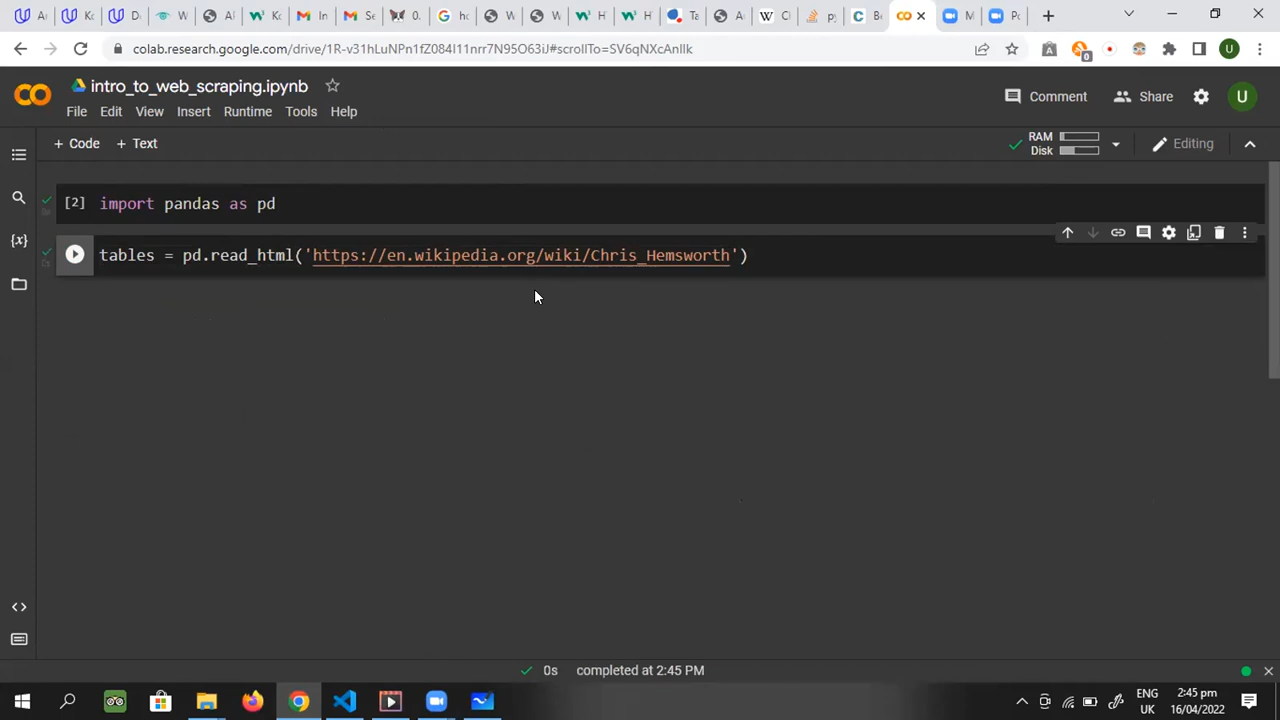 colab.research.google.com/drive/1R-v31hLuNPn1fZ084I11nrr7N95O63iJ#scrollTo=SV6qNXcAnIlk
U
intro_to_web_scraping.ipynb
Comment
Share
U
File Edit View Insert Runtime Tools Help
+ Code + Text
RAM
Disk
Editing
[2] import pandas as pd
tables = pd.read_html('https://en.wikipedia.org/wiki/Chris_Hemsworth')
{x}
0s completed at 2:45 PM
ENG
UK
2:45 pm
16/04/2022